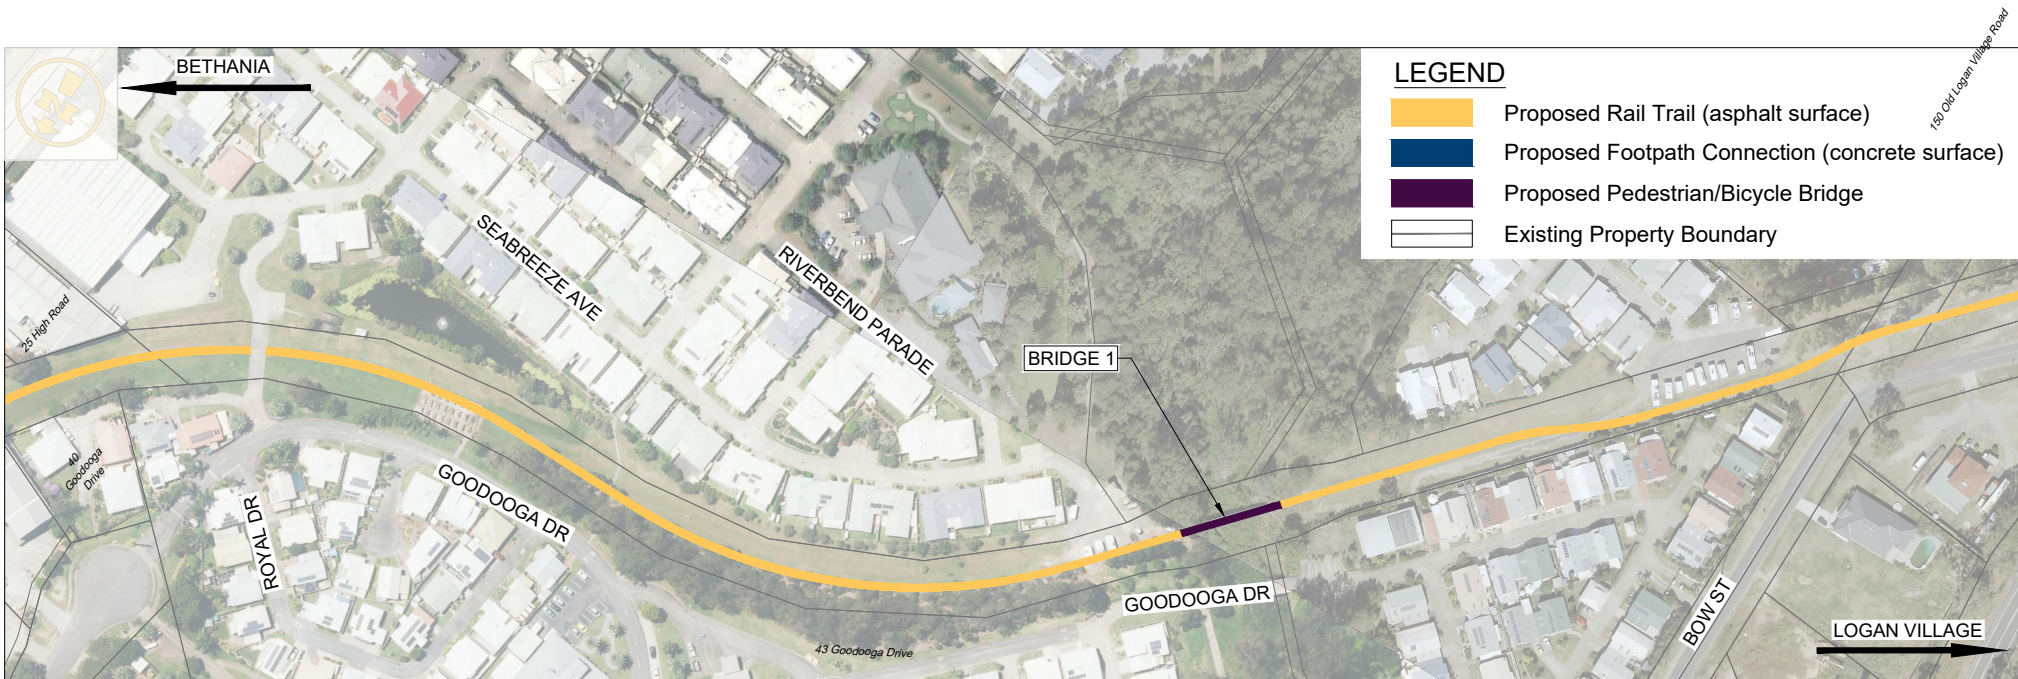 BETHANIA
LEGEND
Proposed Rail Trail (asphalt surface)
Proposed Footpath Connection (concrete surface)
Proposed Pedestrian/Bicycle Bridge
Existing Property Boundary
150 Old Logan Village Road
SEABREEZE AVE
RIVERBEND PARADE
25 High Road
BRIDGE 1
40
Goodooga
Drive
ROYAL DR
GOODOOGA DR
GOODOOGA DR
43 Goodooga Drive
BOW ST
LOGAN VILLAGE
N